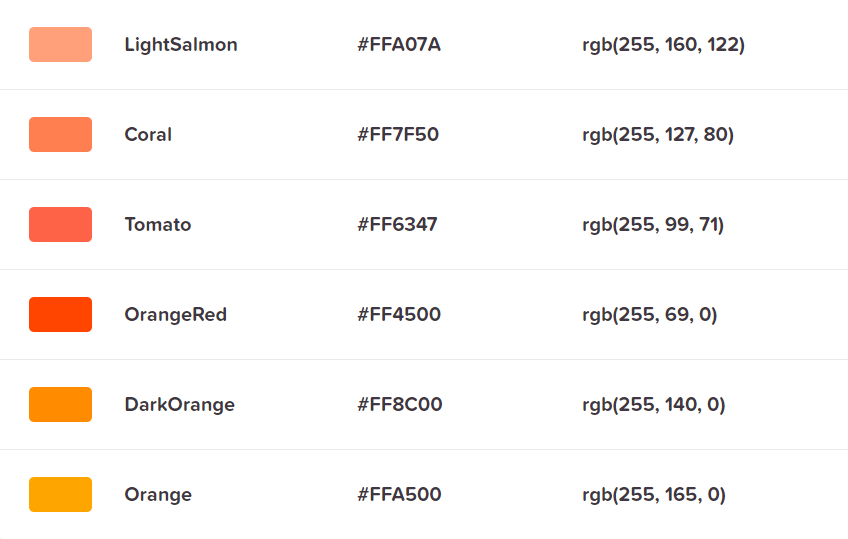 LightSalmon #FFA07A rgb(255, 160, 122)
Coral #FF7F50 rgb(255, 127, 80)
Tomato #FF6347 rgb(255, 99, 71)
OrangeRed #FF4500 rgb(255, 69, 0)
DarkOrange #FF8C00 rgb(255, 140, 0)
Orange #FFA500 rgb(255, 165, 0)